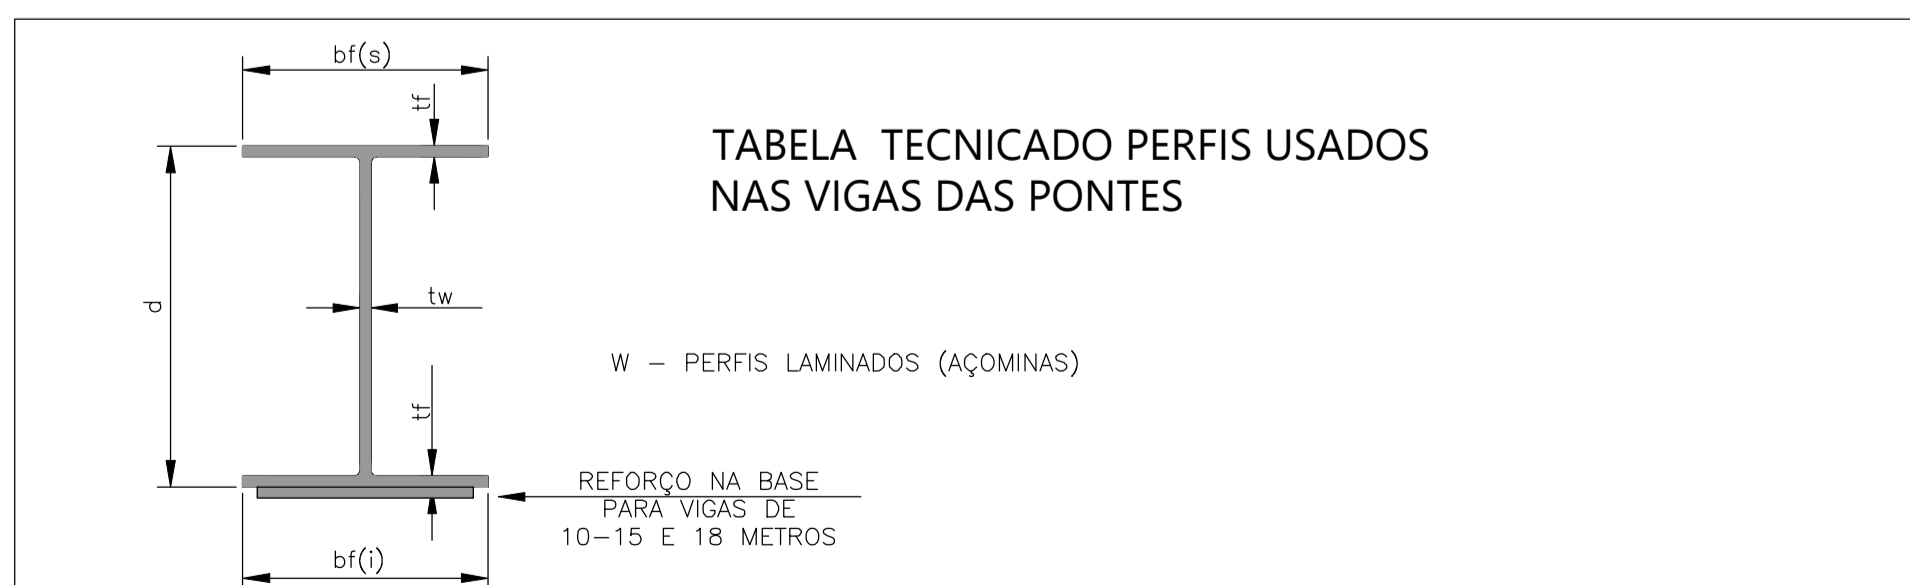 bf(s)
tf
TABELA TECNICADO PERFIS USADOS
NAS VIGAS DAS PONTES
d
tw
W – PERFIS LAMINADOS (AÇOMINAS)
tf
REFORÇO NA BASE
PARA VIGAS DE
10–15 E 18 METROS
bf(i)